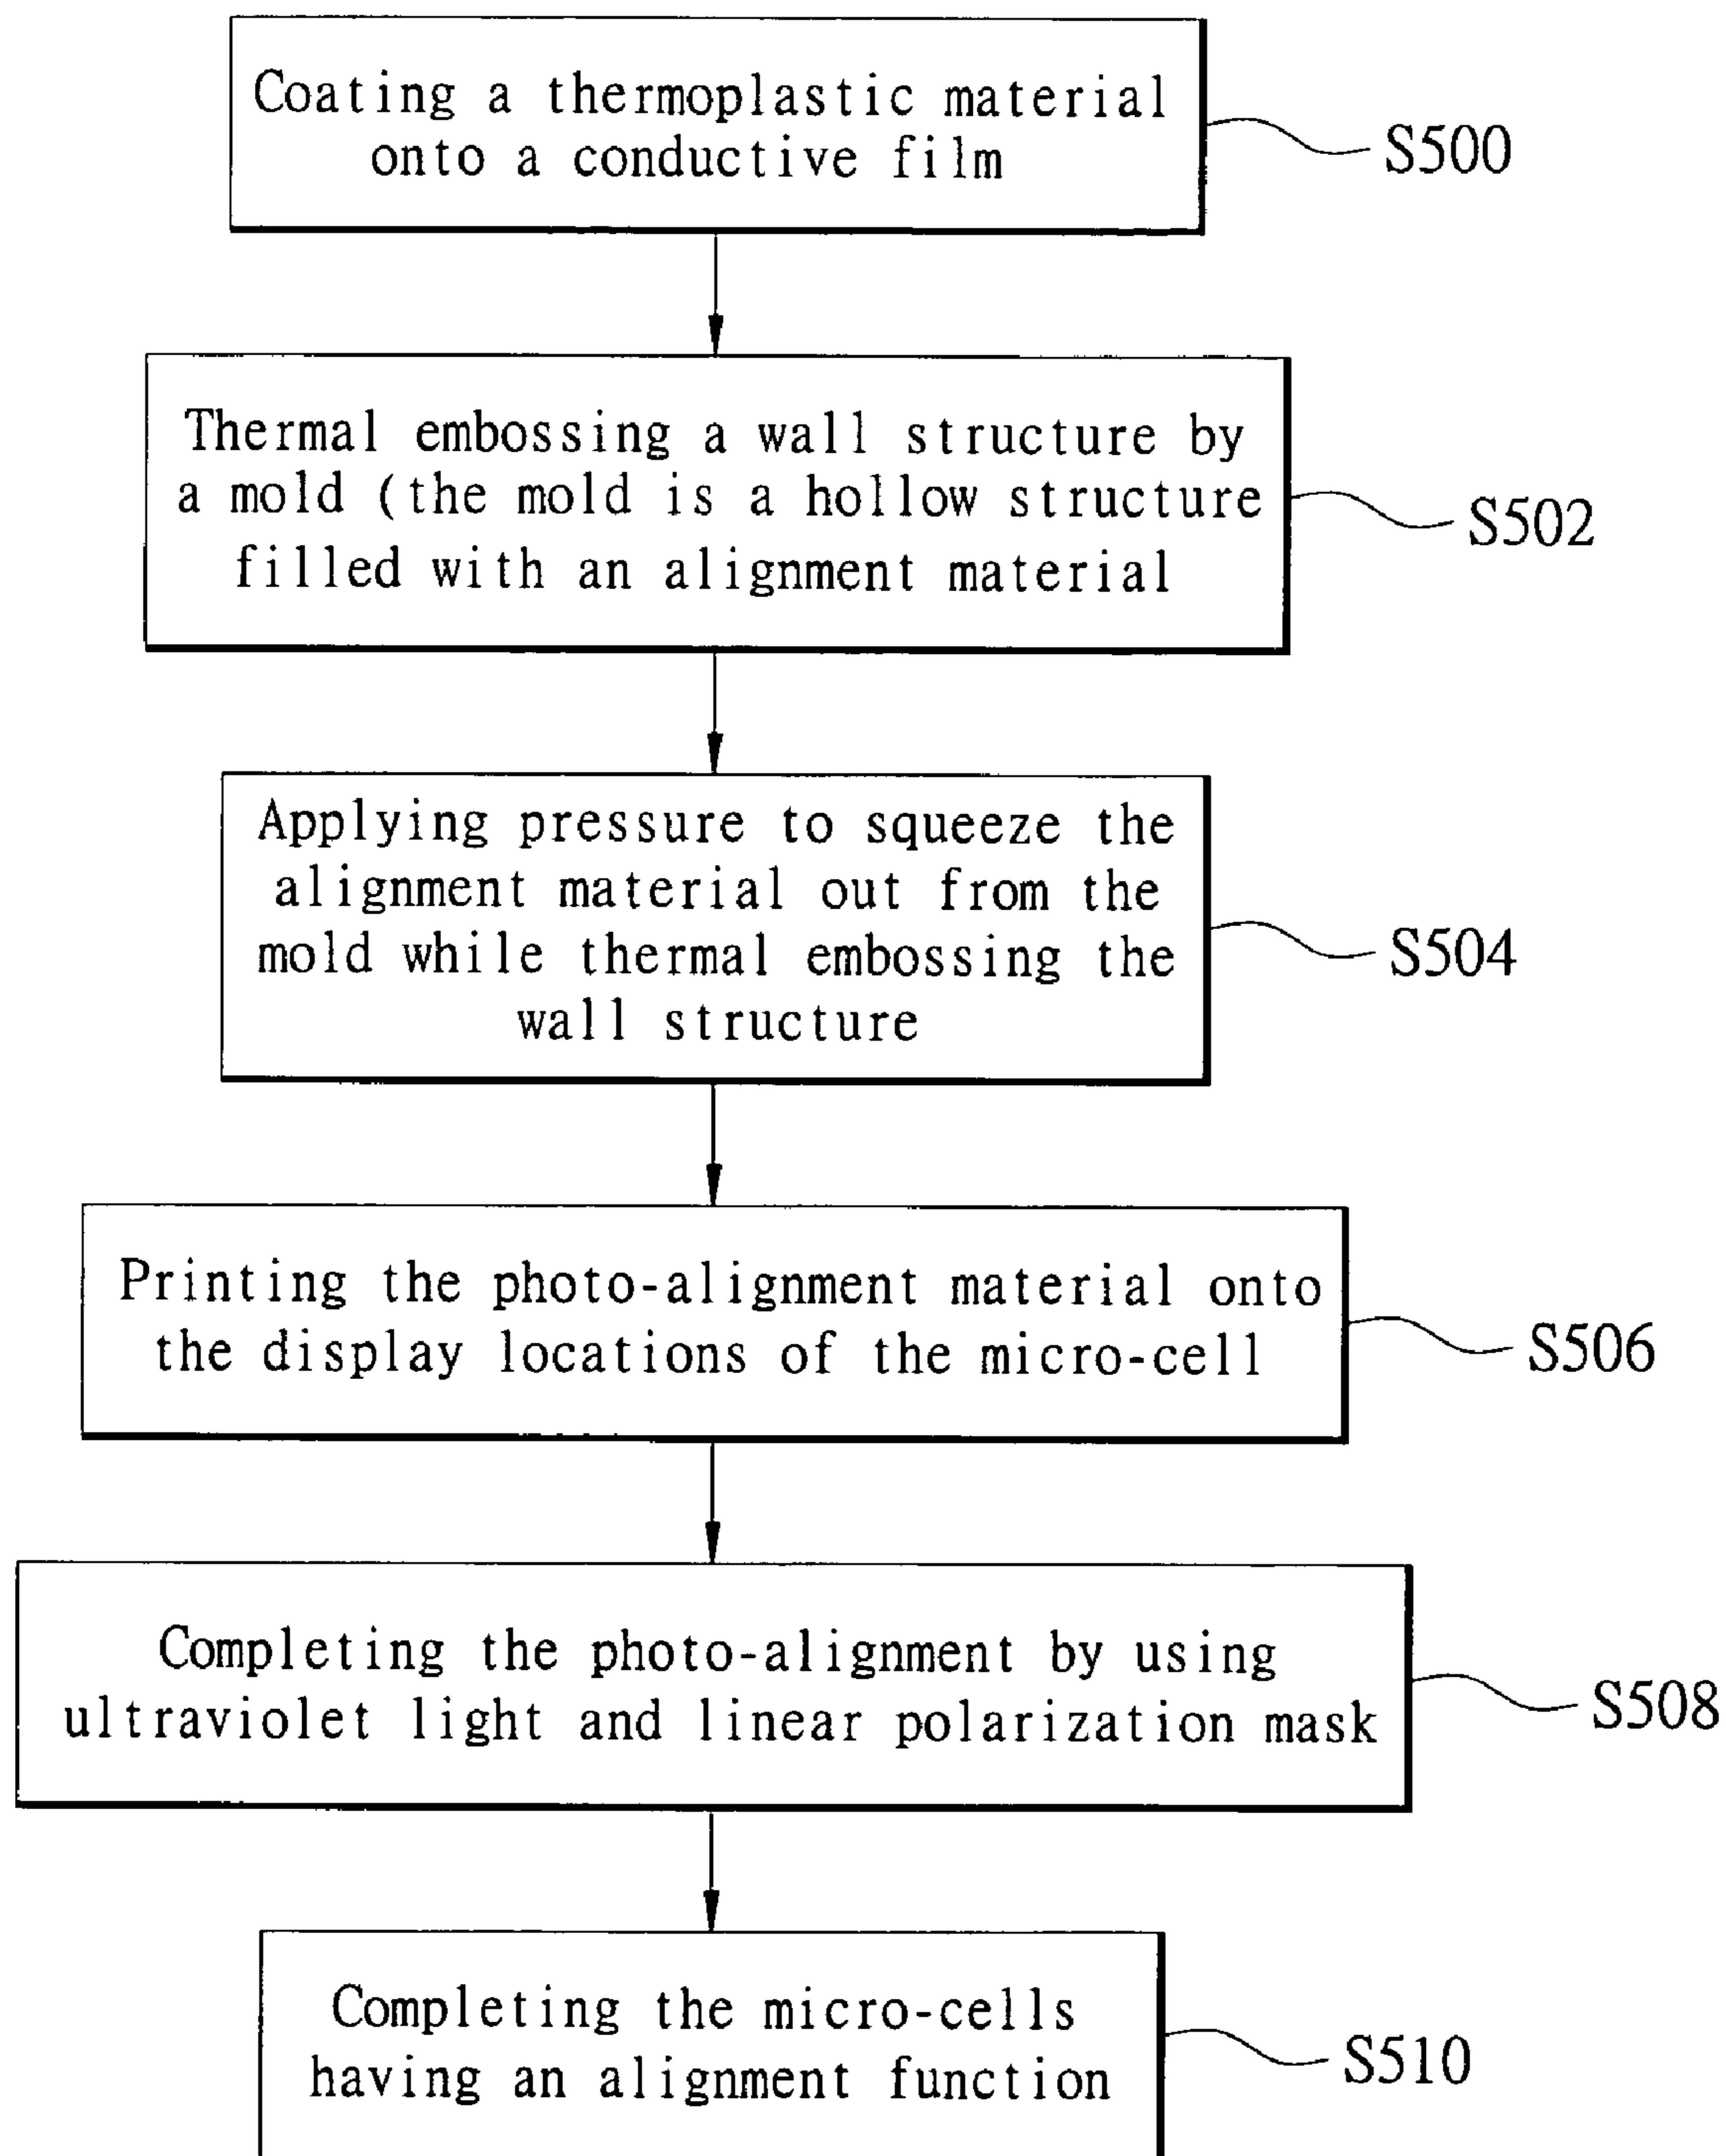 Coating a thermoplastic material
onto a conductive film
S500
Thermal embossing a wall structure by
a mold (the mold is a hollow structure
filled with an alignment material
S502
Applying pressure to squeeze the
alignment material out from the
mold while thermal embossing the
wall structure
S504
Printing the photo-alignment material onto
the display locations of the micro-cell
S506
Completing the photo-alignment by using
ultraviolet light and linear polarization mask
S508
Completing the micro-cells
having an alignment function
S510